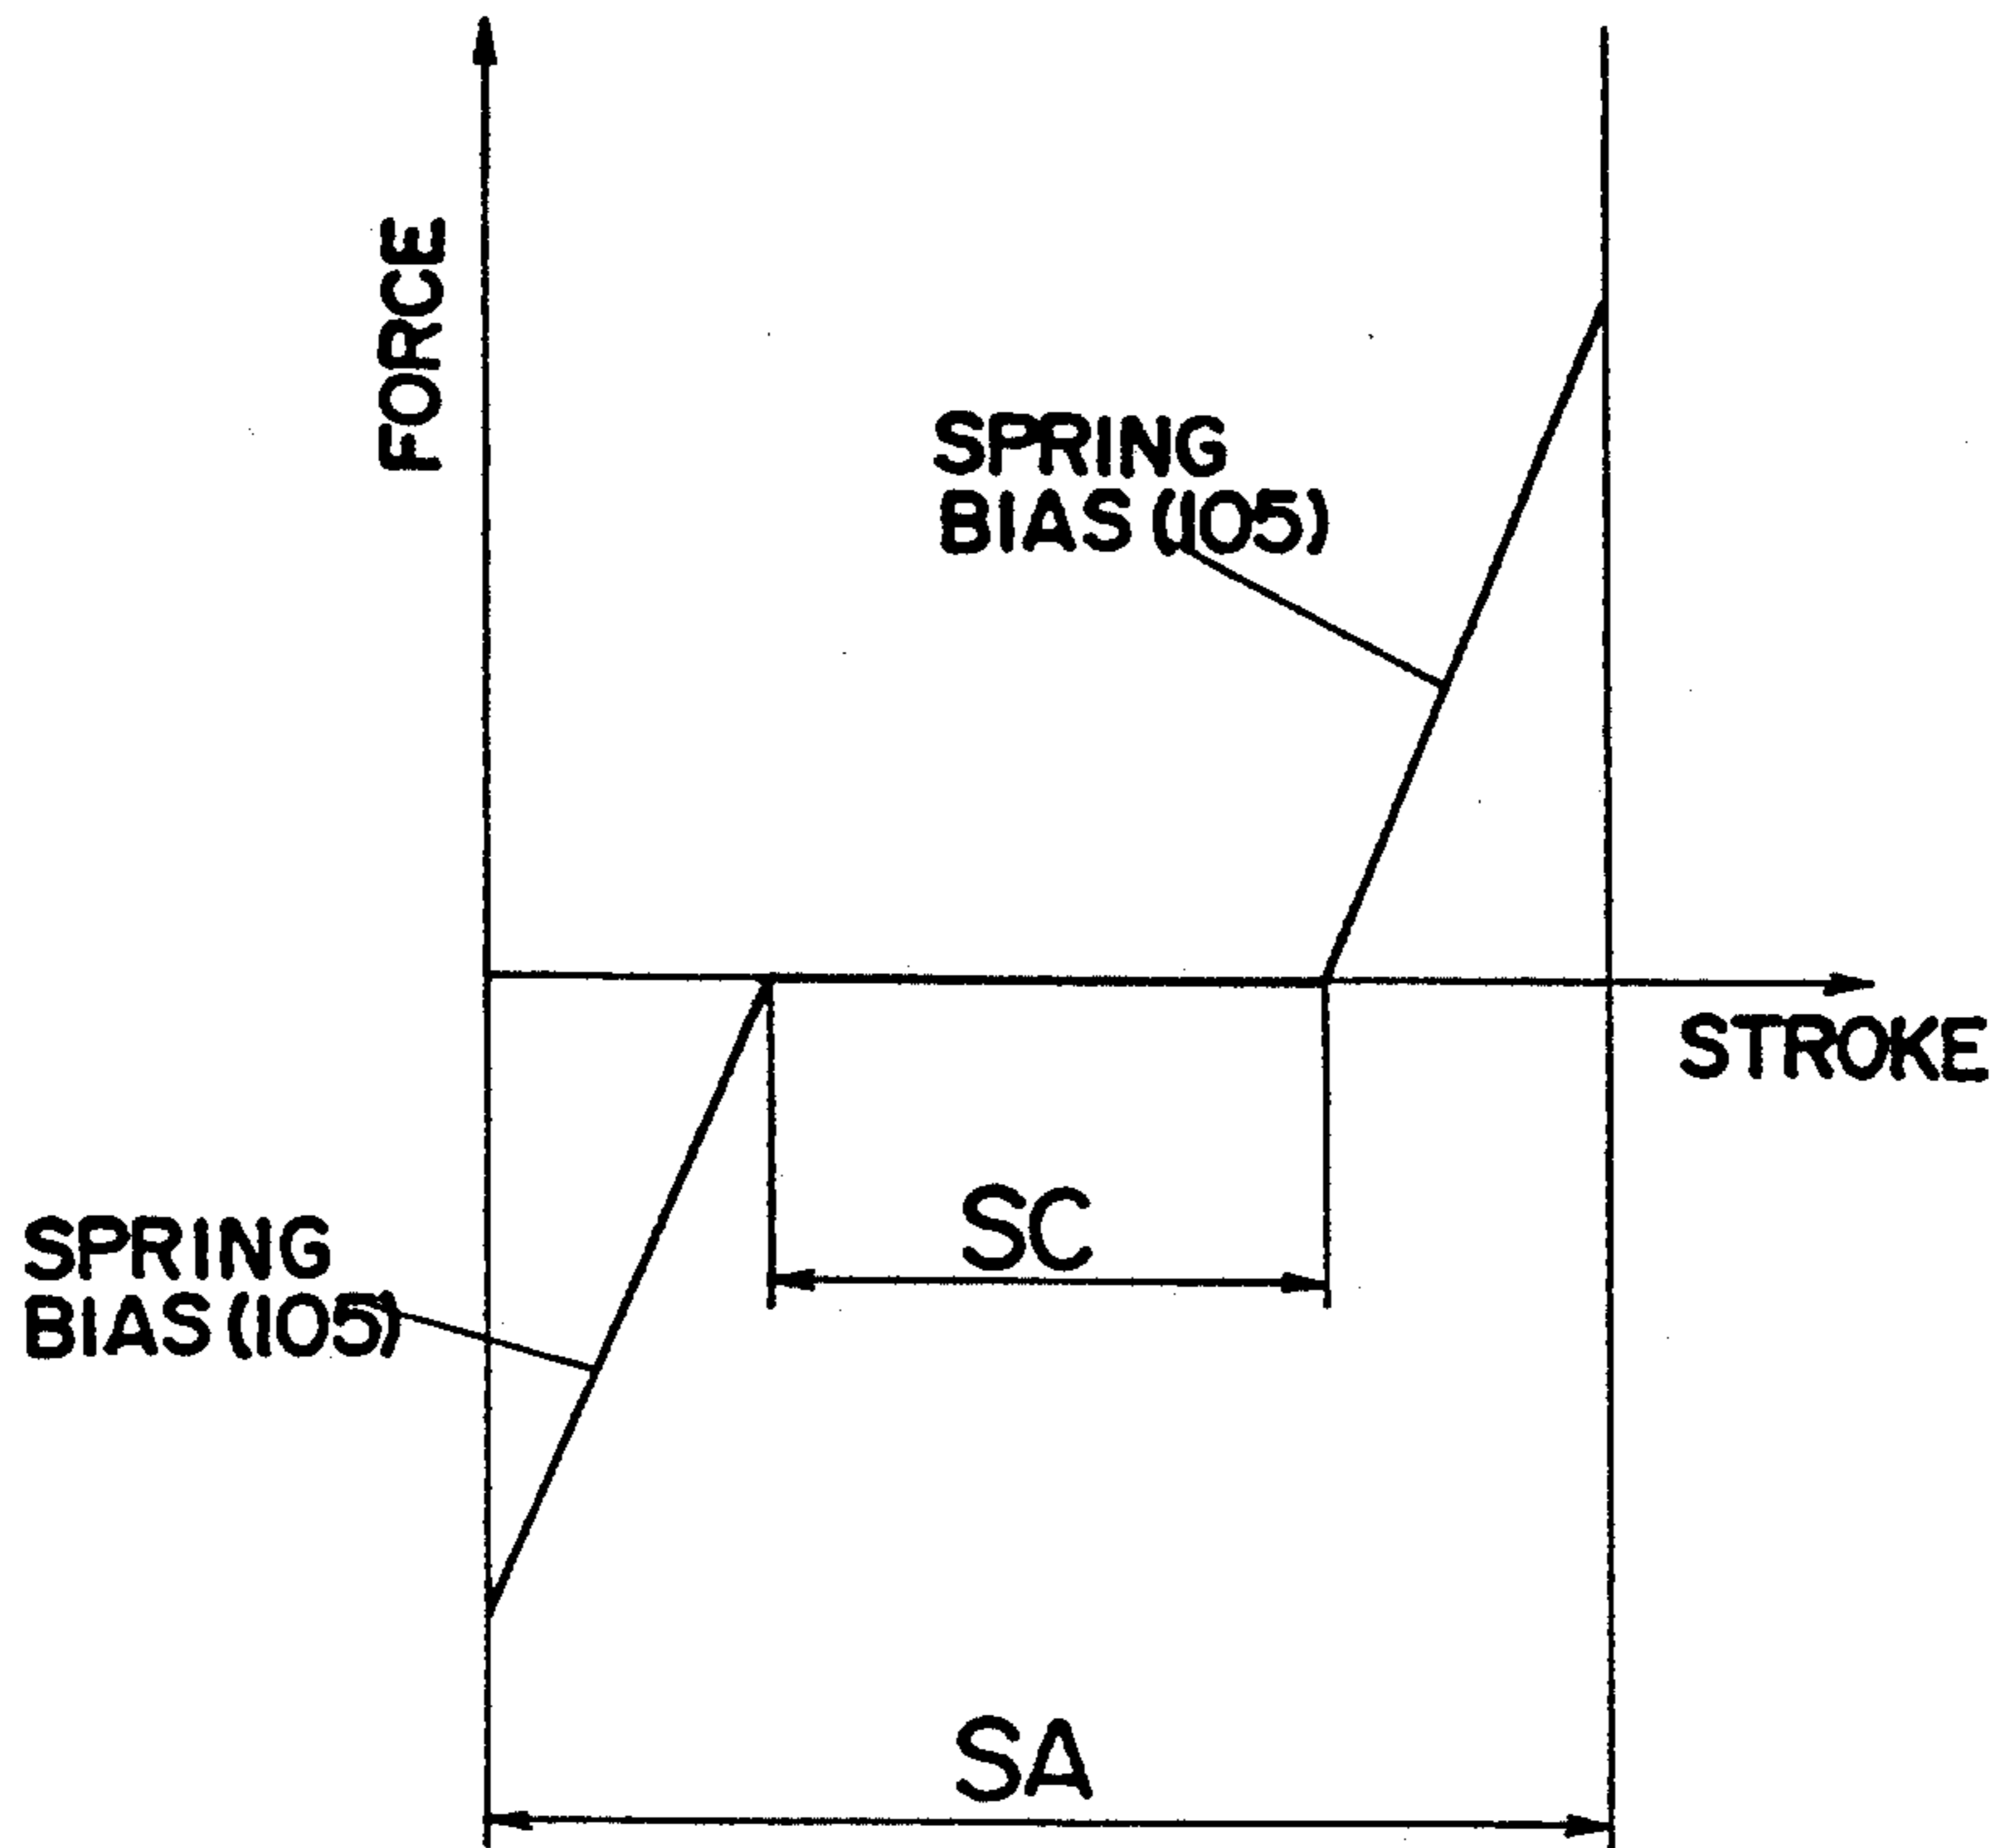 FORCE
SPRING
BIAS (105)
STROKE
SC
SPRING
BIAS (105)
SA